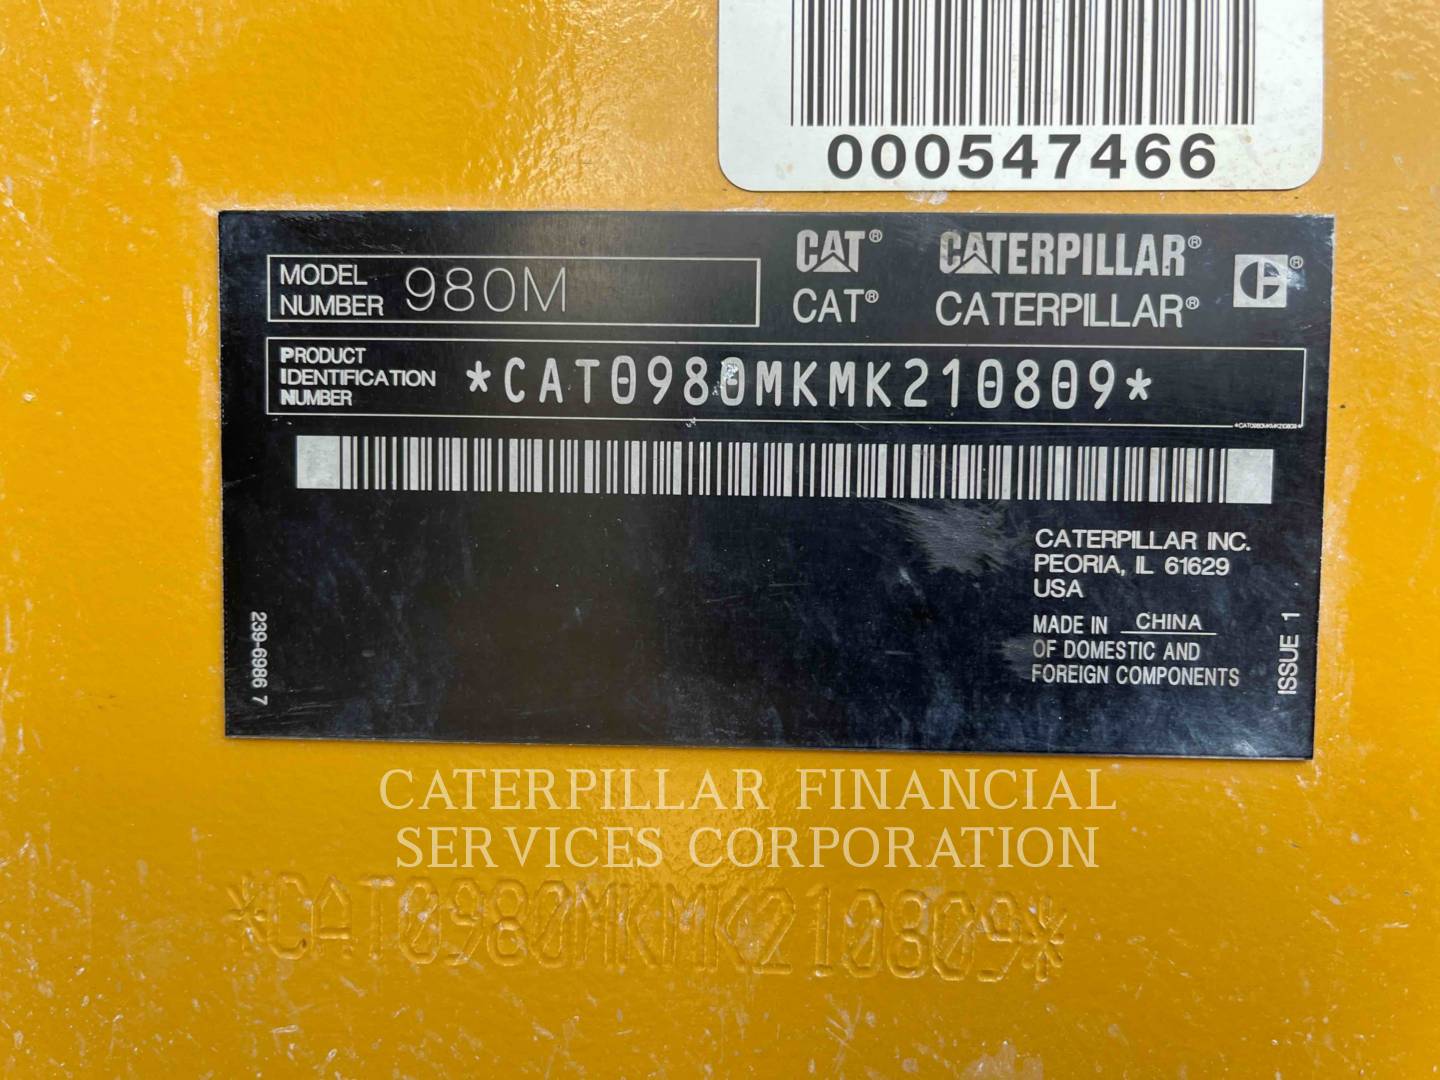 000547466
MODEL NUMBER 980M
CAT® CATERPILLAR®
CAT® CATERPILLAR®
PRODUCT IDENTIFICATION NUMBER *CAT0980MKMK210809*
*CAT0980MKMK210809*
CATERPILLAR INC.
PEORIA, IL 61629
USA
MADE IN CHINA
OF DOMESTIC AND
FOREIGN COMPONENTS
239-6986 7
ISSUE 1
CATERPILLAR FINANCIAL
SERVICES CORPORATION
*CAT0980MKMK210809*